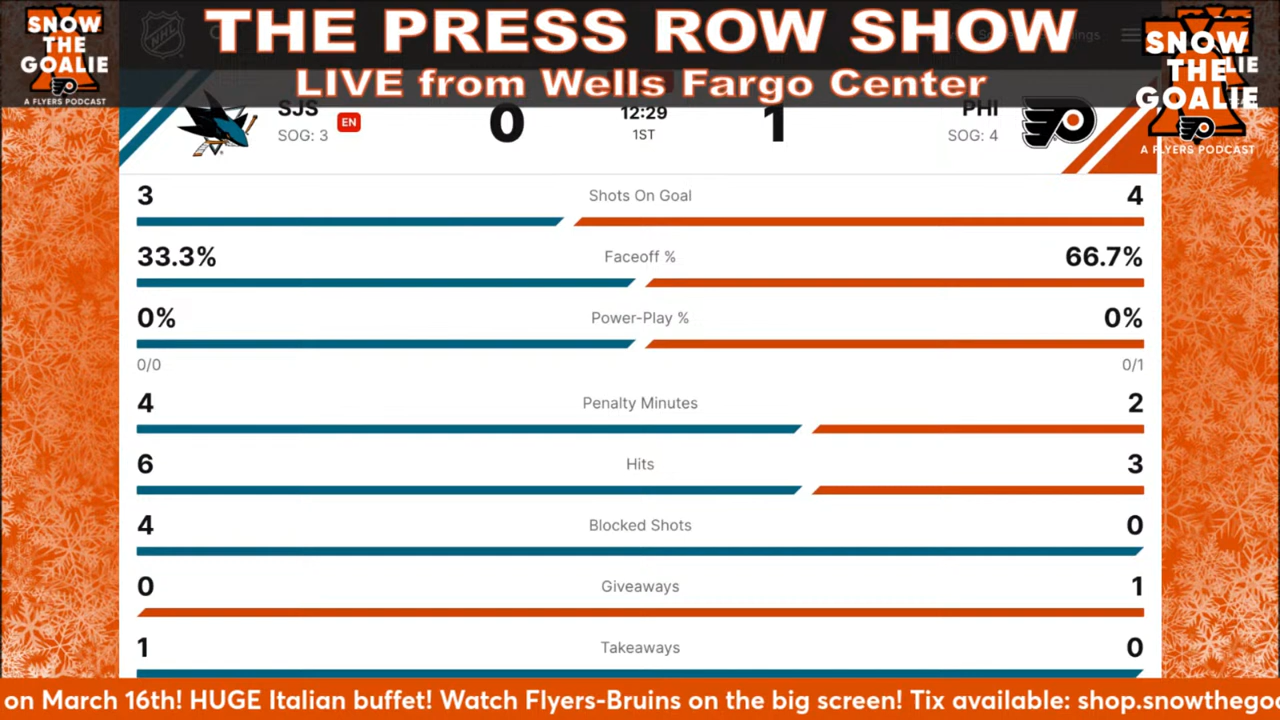 THE PRESS ROW SHOW
LIVE from Wells Fargo Center
SNOW
THE
GOALIE
A FLYERS PODCAST
NHL
SNOW
THE
GOALIE
A FLYERS PODCAST
SJS
EN
SOG: 3
0
12:29
1ST
1
PHI
SOG: 4
3 Shots On Goal 4
33.3% Faceoff % 66.7%
0% Power-Play % 0%
0/0 0/1
4 Penalty Minutes 2
6 Hits 3
4 Blocked Shots 0
0 Giveaways 1
1 Takeaways 0
on March 16th! HUGE Italian buffet! Watch Flyers-Bruins on the big screen! Tix available: shop.snowthego